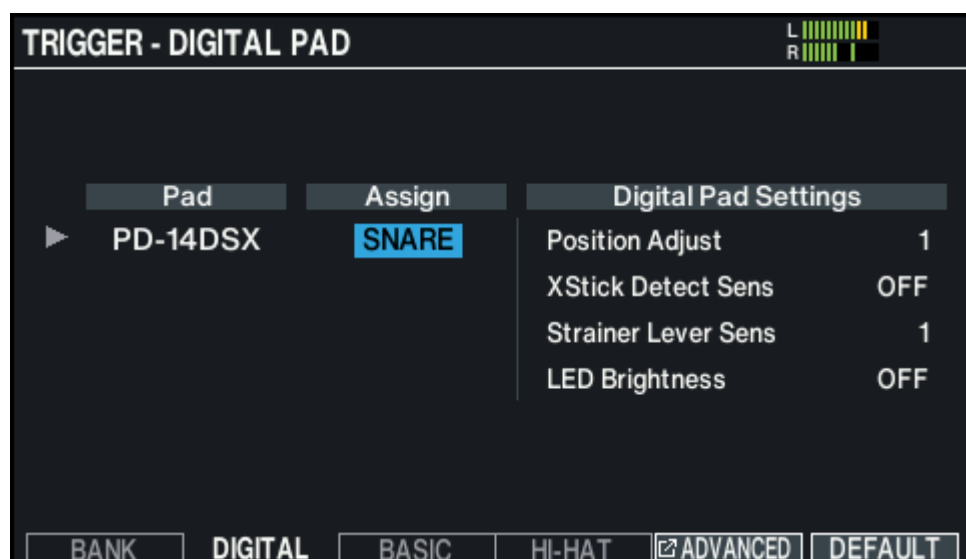 TRIGGER - DIGITAL PAD
L
R
Pad Assign Digital Pad Settings
PD-14DSX SNARE Position Adjust 1
XStick Detect Sens OFF
Strainer Lever Sens 1
LED Brightness OFF
BANK DIGITAL BASIC HI-HAT ADVANCED DEFAULT